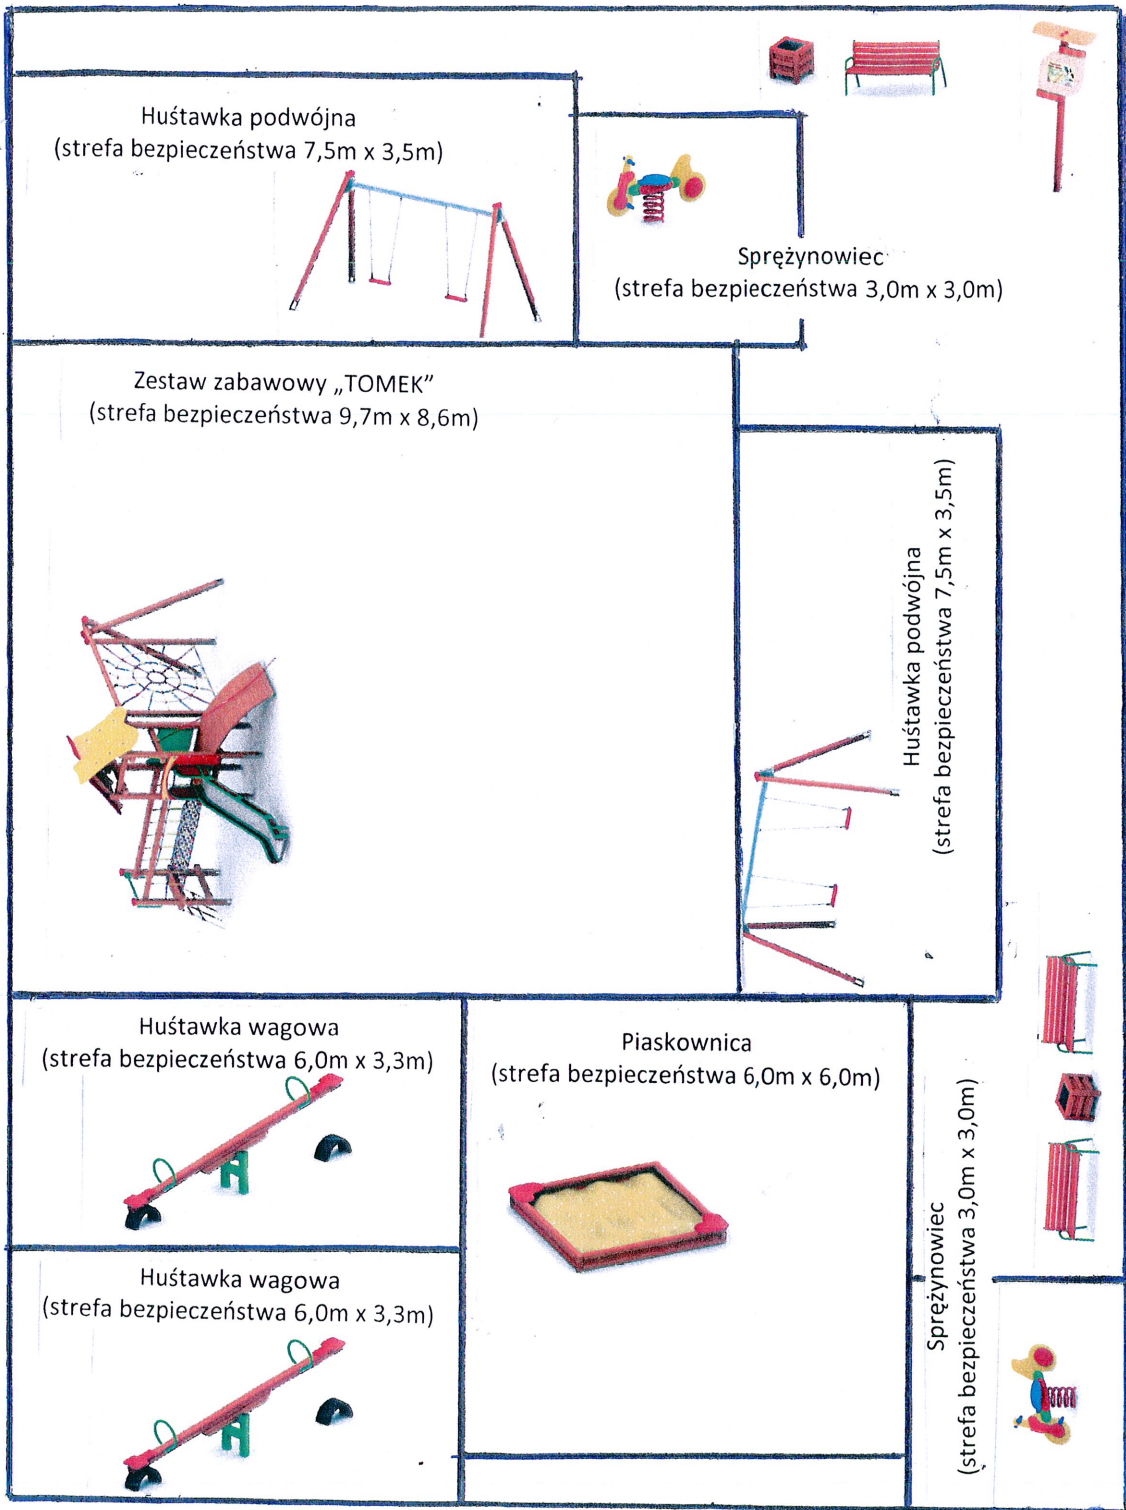 Huśtawka podwójna
(strefa bezpieczeństwa 7,5m x 3,5m)
Sprężynowiec
(strefa bezpieczeństwa 3,0m x 3,0m)
Zestaw zabawowy „TOMEK”
(strefa bezpieczeństwa 9,7m x 8,6m)
Huśtawka podwójna
(strefa bezpieczeństwa 7,5m x 3,5m)
Huśtawka wagowa
(strefa bezpieczeństwa 6,0m x 3,3m)
Piaskownica
(strefa bezpieczeństwa 6,0m x 6,0m)
Huśtawka wagowa
(strefa bezpieczeństwa 6,0m x 3,3m)
Sprężynowiec
(strefa bezpieczeństwa 3,0m x 3,0m)